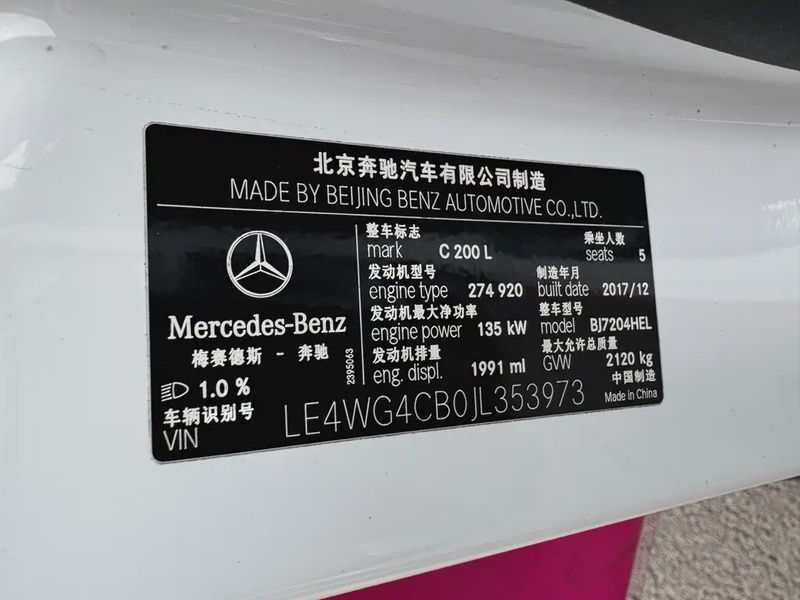 北京奔驰汽车有限公司制造
MADE BY BEIJING BENZ AUTOMOTIVE CO.,LTD.
Mercedes-Benz
梅赛德斯 - 奔驰
1.0 %
2395063
整车标志
mark C 200 L
乘坐人数
seats 5
发动机型号
engine type 274 920
制造年月
built date 2017/12
发动机最大净功率
engine power 135 kW
整车型号
model BJ7204HEL
发动机排量
eng. displ. 1991 ml
最大允许总质量
GVW 2120 kg
中国制造
Made in China
车辆识别号
VIN LE4WG4CB0JL353973